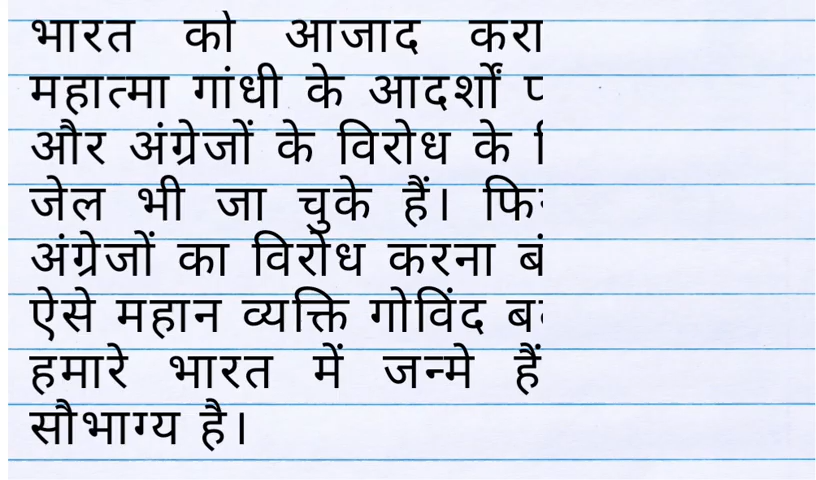 भारत को आजाद करा
महात्मा गांधी के आदर्शों
और अंग्रेजों के विरोध के
जेल भी जा चुके हैं।
अंग्रेजों का विरोध करना
ऐसे महान व्यक्ति गोविंद
हमारे भारत में जन्मे हैं
सौभाग्य है।